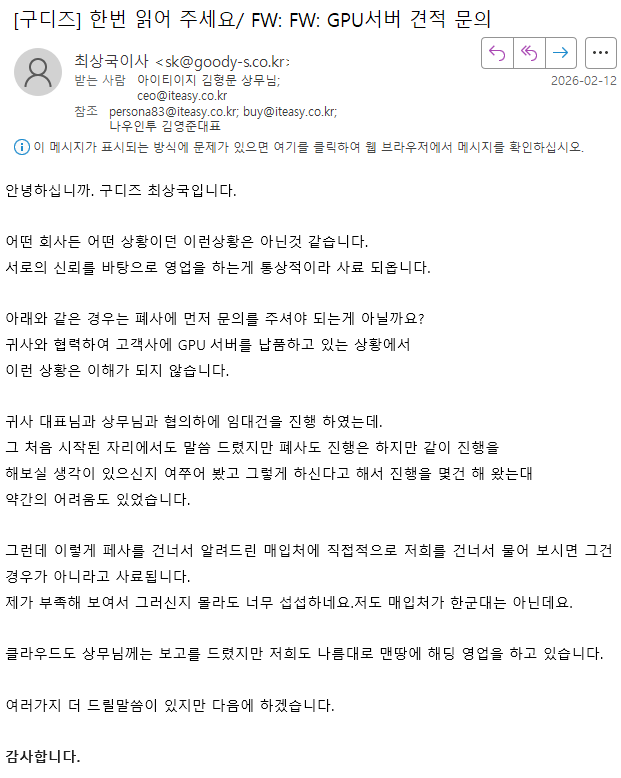 [구디즈] 한번 읽어 주세요/ FW: FW: GPU서버 견적 문의
최상국이사 <sk@goody-s.co.kr>
받는 사람 아이티이지 김형문 상무님;
ceo@iteasy.co.kr
2026-02-12
참조 persona83@iteasy.co.kr; buy@iteasy.co.kr;
나우인투 김영준대표
이 메시지가 표시되는 방식에 문제가 있으면 여기를 클릭하여 웹 브라우저에서 메시지를 확인하십시오.
안녕하십니까. 구디즈 최상국입니다.
어떤 회사든 어떤 상황이던 이런상황은 아닌것 같습니다.
서로의 신뢰를 바탕으로 영업을 하는게 통상적이라 사료 되옵니다.
아래와 같은 경우는 폐사에 먼저 문의를 주셔야 되는게 아닐까요?
귀사와 협력하여 고객사에 GPU 서버를 납품하고 있는 상황에서
이런 상황은 이해가 되지 않습니다.
귀사 대표님과 상무님과 협의하에 임대건을 진행 하였는데.
그 처음 시작된 자리에서도 말씀 드렸지만 폐사도 진행은 하지만 같이 진행을
해보실 생각이 있으신지 여쭈어 봤고 그렇게 하신다고 해서 진행을 몇건 해 왔는대
약간의 어려움도 있었습니다.
그런데 이렇게 페사를 건너서 알려드린 매입처에 직접적으로 저희를 건너서 물어 보시면 그건
경우가 아니라고 사료됩니다.
제가 부족해 보여서 그러신지 몰라도 너무 섭섭하네요.저도 매입처가 한군대는 아닌데요.
클라우드도 상무님께는 보고를 드렸지만 저희도 나름대로 맨땅에 해딩 영업을 하고 있습니다.
여러가지 더 드릴말씀이 있지만 다음에 하겠습니다.
감사합니다.